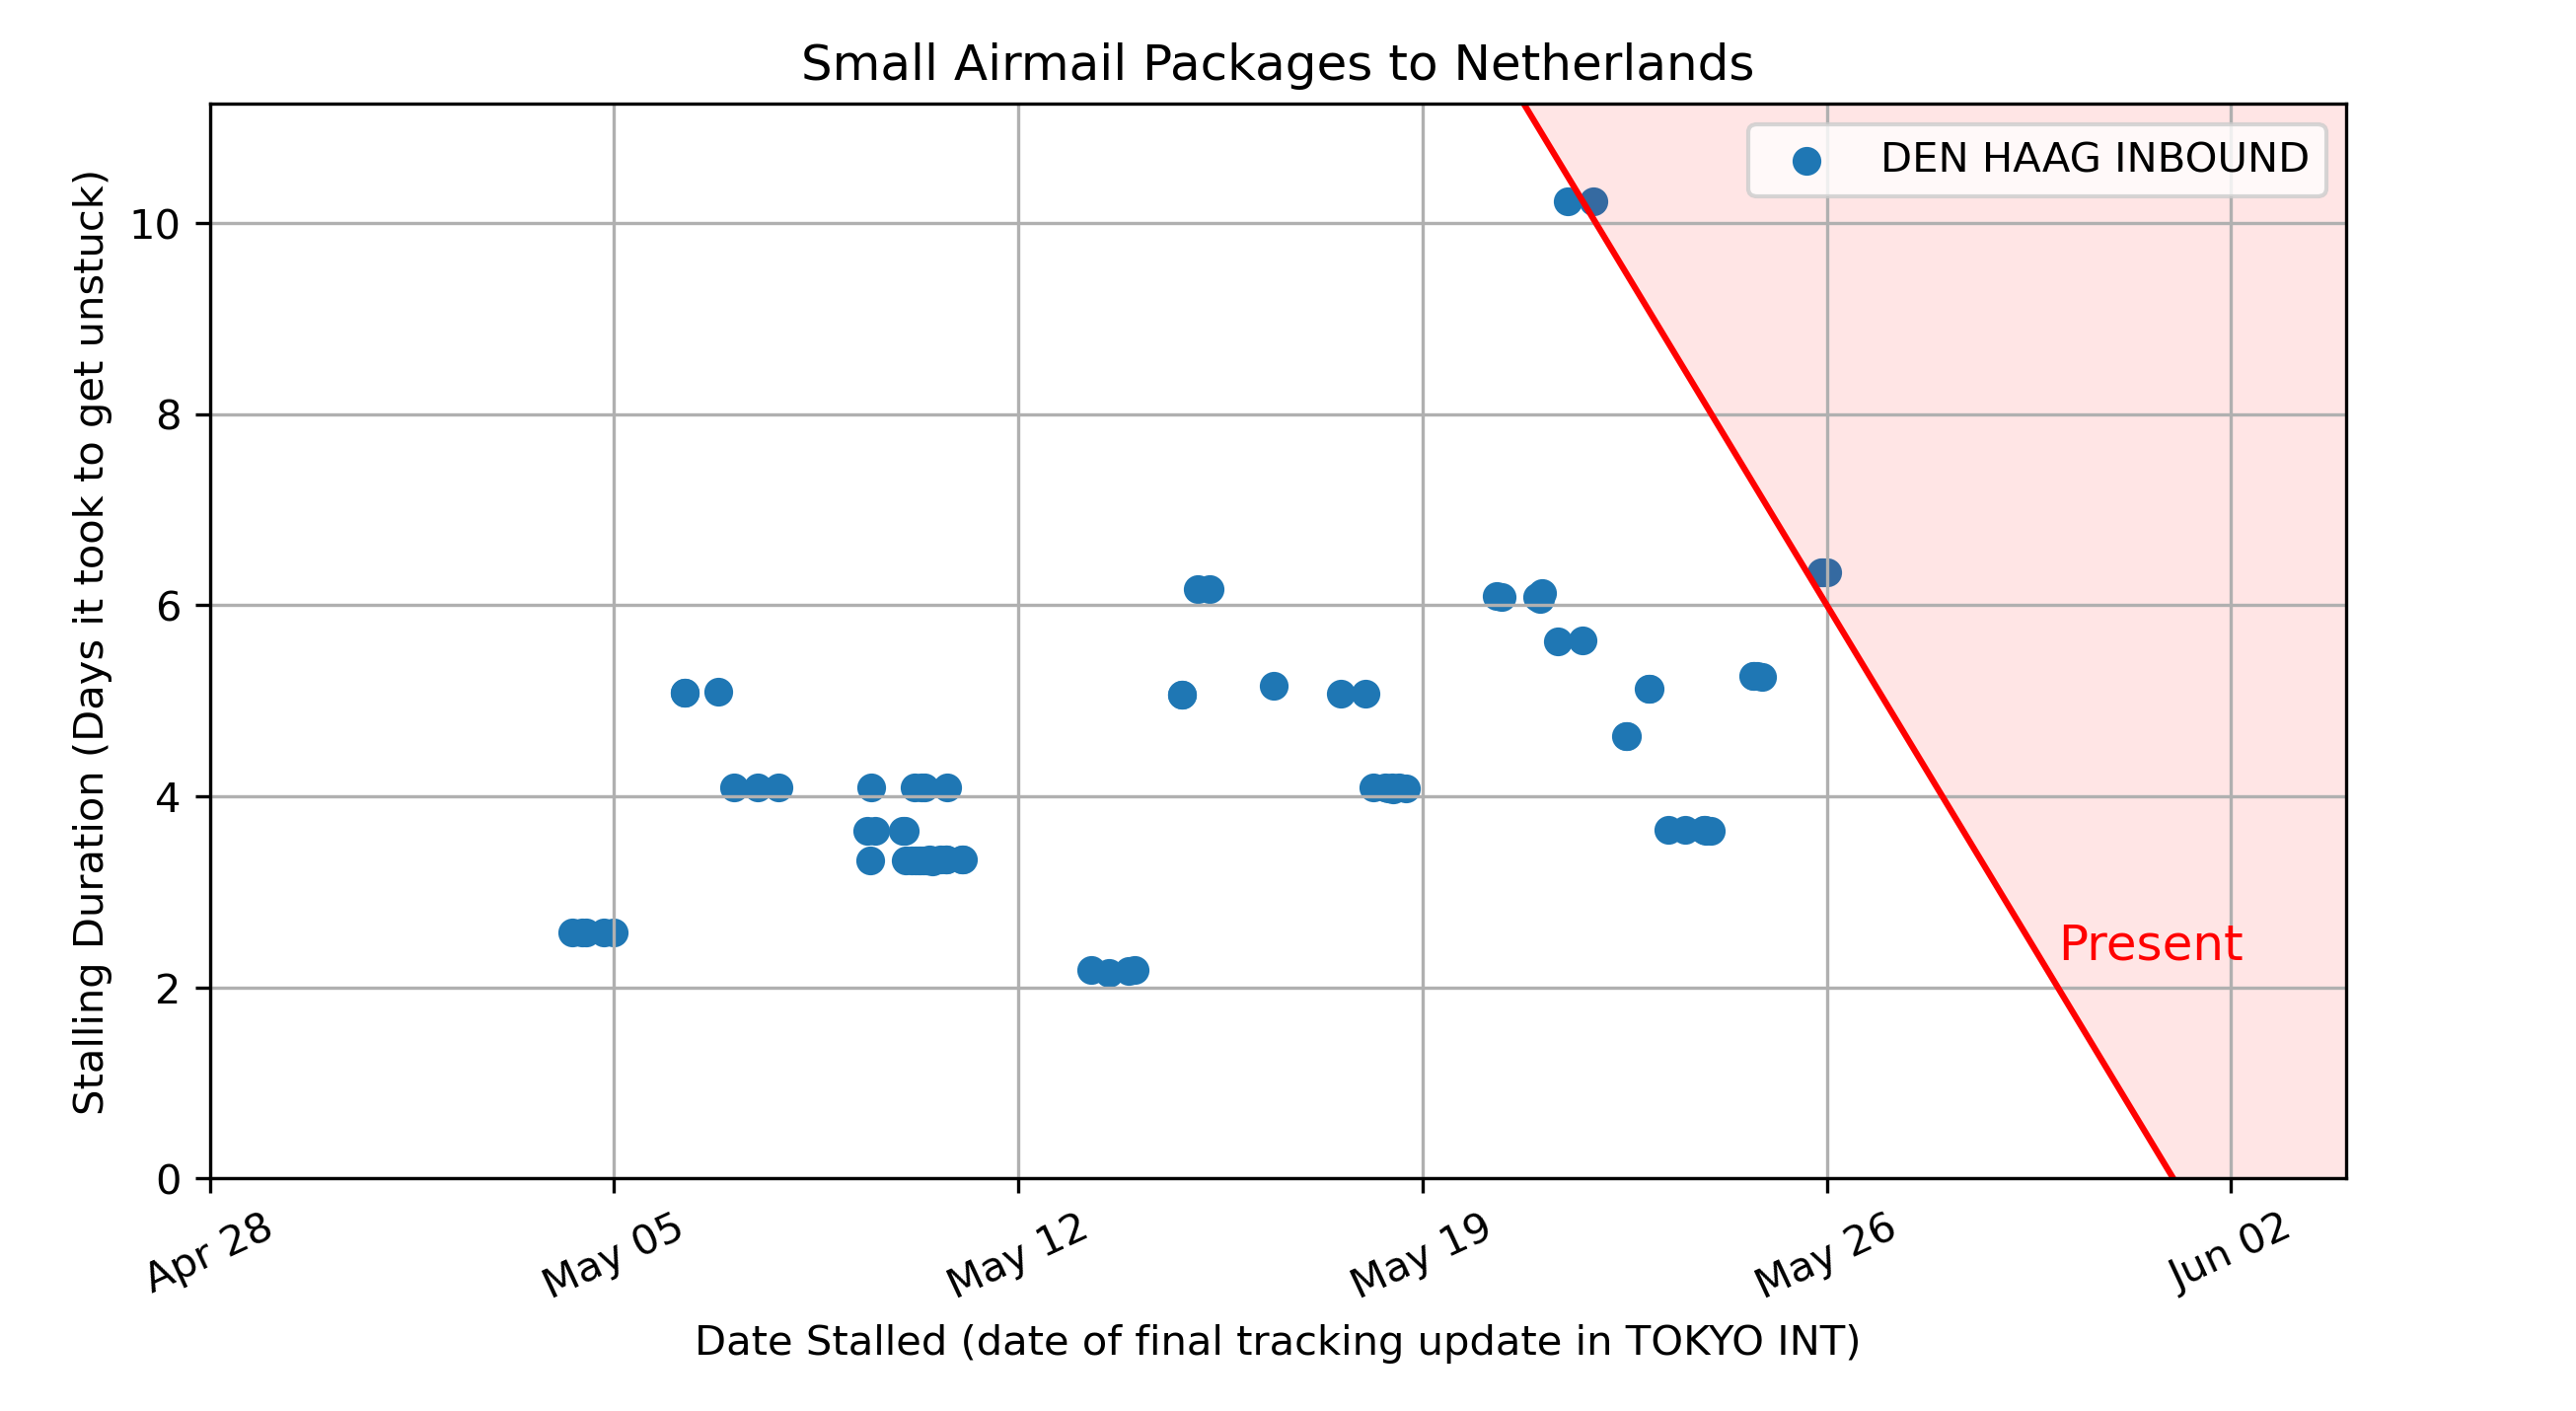 Small Airmail Packages to Netherlands
DEN HAAG INBOUND
Stalling Duration (Days it took to get unstuck)
10
8
6
4
2
0
Present
Apr 28
May 05
May 12
May 19
May 26
Jun 02
Date Stalled (date of final tracking update in TOKYO INT)